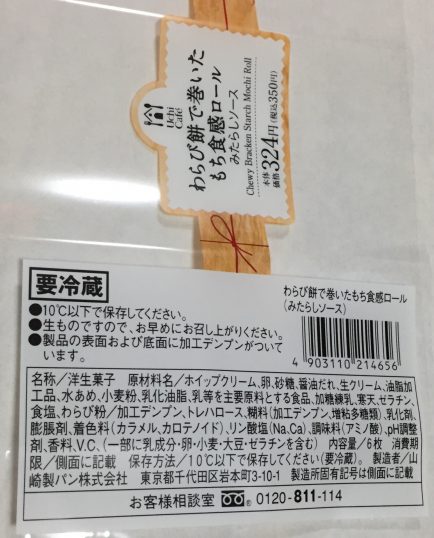 Uchi
Café
わらび餅で巻いた
もち食感ロール
みたらしソース
Chewy Bracken Starch Mochi Roll
本体価格 324円(税込350円)
要冷蔵
●10℃以下で保存してください。
●生ものですので、お早めにお召し上がりください。
●製品の表面および底面に加工デンプンがついて
います。
わらび餅で巻いたもち食感ロール
(みたらしソース)
4903110214656
名称/洋生菓子 原材料名/ホイップクリーム、卵、砂糖、醤油だれ、生クリーム、油脂加
工品、水あめ、小麦粉、乳化油脂、乳等を主要原料とする食品、加糖練乳、寒天、ゼラチン、
食塩、わらび粉/加工デンプン、トレハロース、糊料(加工デンプン、増粘多糖類)、乳化剤、
膨脹剤、着色料(カラメル、カロテノイド)、リン酸塩(Na、Ca)、調味料(アミノ酸)、pH調整
剤、香料、V.C、(一部に乳成分・卵・小麦・大豆・ゼラチンを含む) 内容量/6枚 消費期
限/側面に記載 保存方法/10℃以下で保存してください(要冷蔵)。 製造者/山
崎製パン株式会社 東京都千代田区岩本町3-10-1 製造所固有記号は側面に記載
お客様相談室 0120-811-114